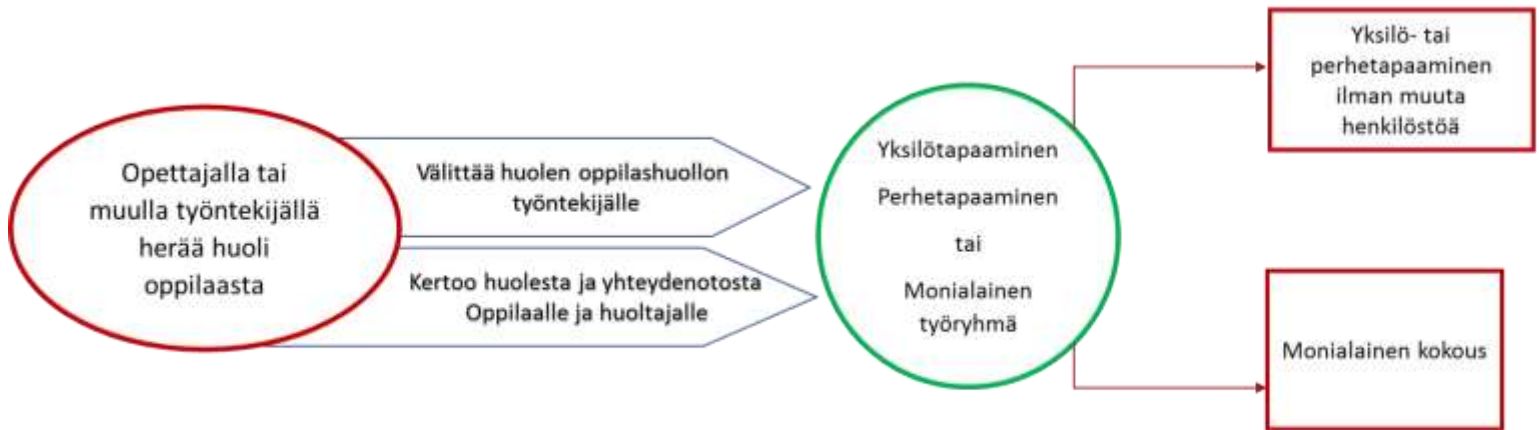 Opettajalla tai
muulla työntekijällä
herää huoli
oppilaasta
Välittää huolen oppilashuollon
työntekijälle
Kertoo huolesta ja yhteydenotosta
Oppilaalle ja huoltajalle
Yksilötapaaminen
Perhetapaaminen
tai
Monialainen
työryhmä
Yksilö- tai
perhetapaaminen
ilman muuta
henkilöstöä
Monialainen kokous